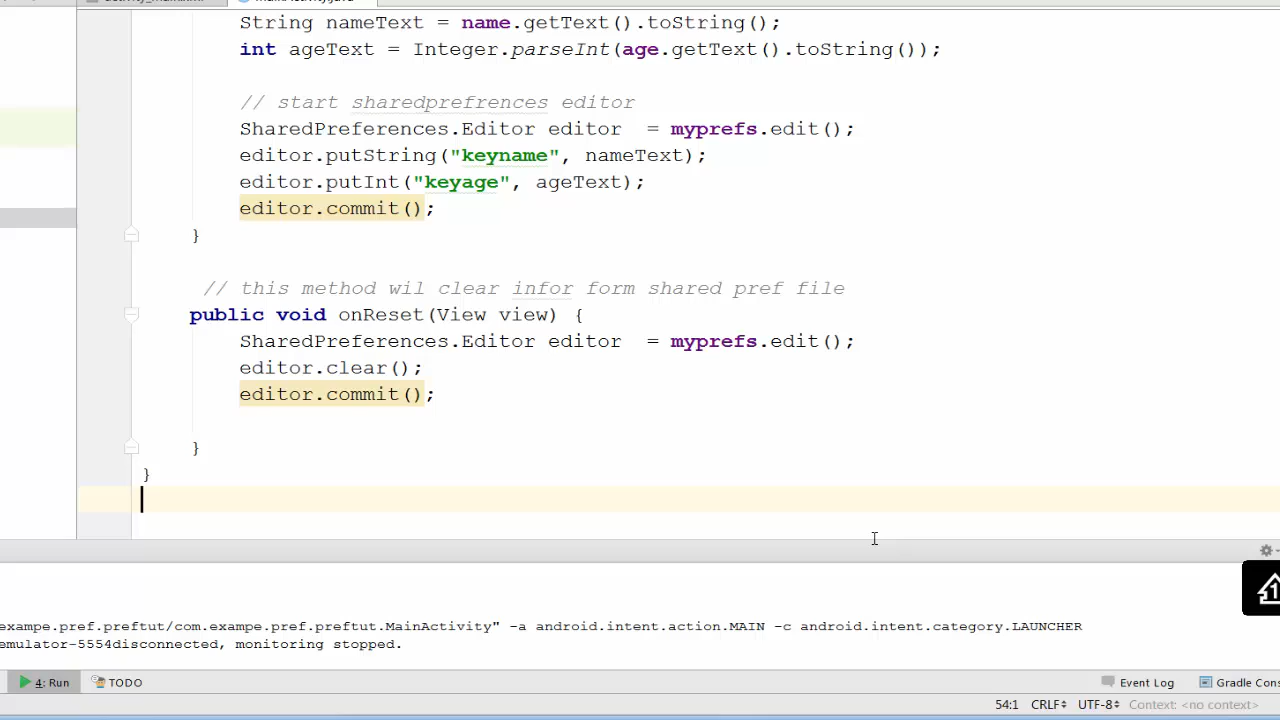 String nameText = name.getText().toString();
int ageText = Integer.parseInt(age.getText().toString());
// start sharedprefrences editor
SharedPreferences.Editor editor  = myprefs.edit();
editor.putString("keyname", nameText);
editor.putInt("keyage", ageText);
editor.commit();
}
// this method wil clear infor form shared pref file
public void onReset(View view) {
SharedPreferences.Editor editor  = myprefs.edit();
editor.clear();
editor.commit();
}
}
exampe.pref.preftut/com.exampe.pref.preftut.MainActivity" -a android.intent.action.MAIN -c android.intent.category.LAUNCHER
emulator-5554disconnected, monitoring stopped.
4: Run TODO Event Log Gradle Cons
54:1 CRLF UTF-8 Context: <no context>